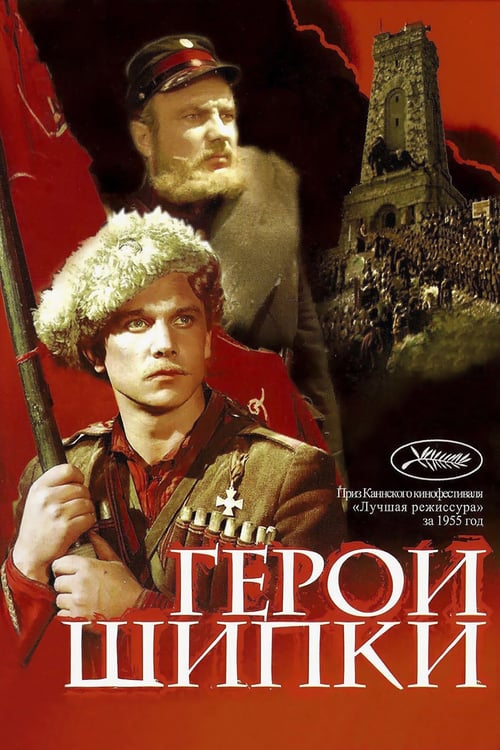 Приз Каннского кинофестиваля
«Лучшая режиссура"
за 1955 год
ГЕРОИ
ШИПКИ